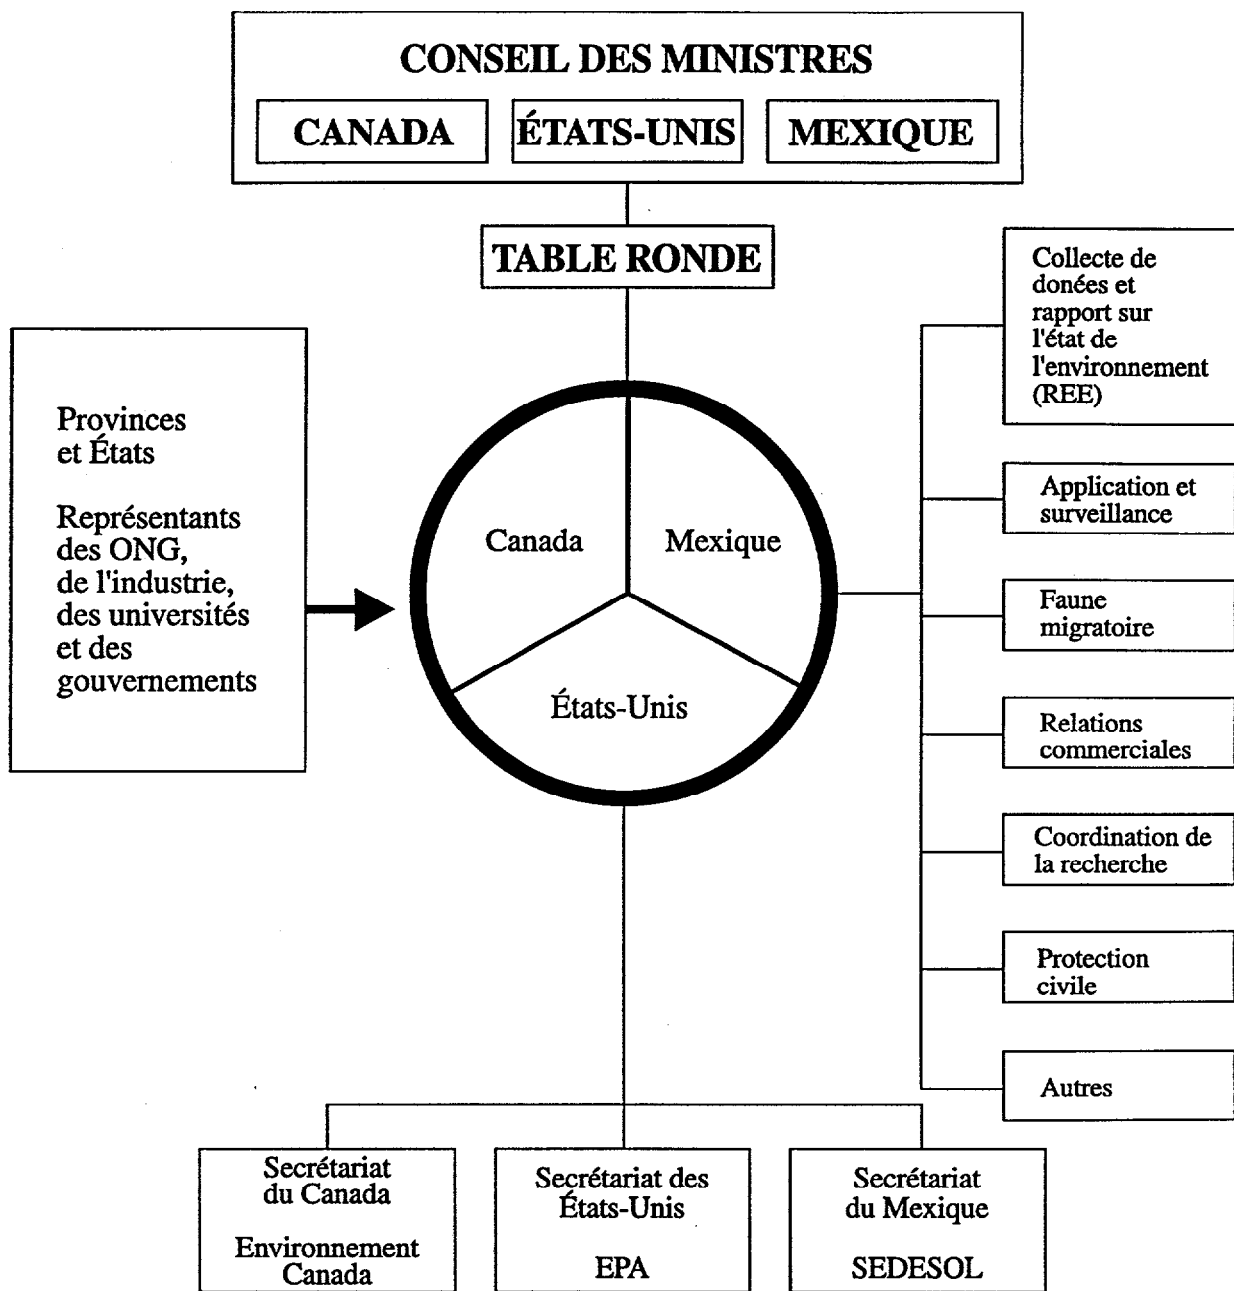 CONSEIL DES MINISTRES
CANADA
ÉTATS-UNIS
MEXIQUE
TABLE RONDE
Provinces
et États
Représentants
des ONG,
de l'industrie,
des universités
et des
gouvernements
Canada
Mexique
États-Unis
Collecte de
donées et
rapport sur
l'état de
l'environnement
(REE)
Application et
surveillance
Faune
migratoire
Relations
commerciales
Coordination de
la recherche
Protection
civile
Autres
Secrétariat
du Canada
Environnement
Canada
Secrétariat des
États-Unis
EPA
Secrétariat
du Mexique
SEDESOL